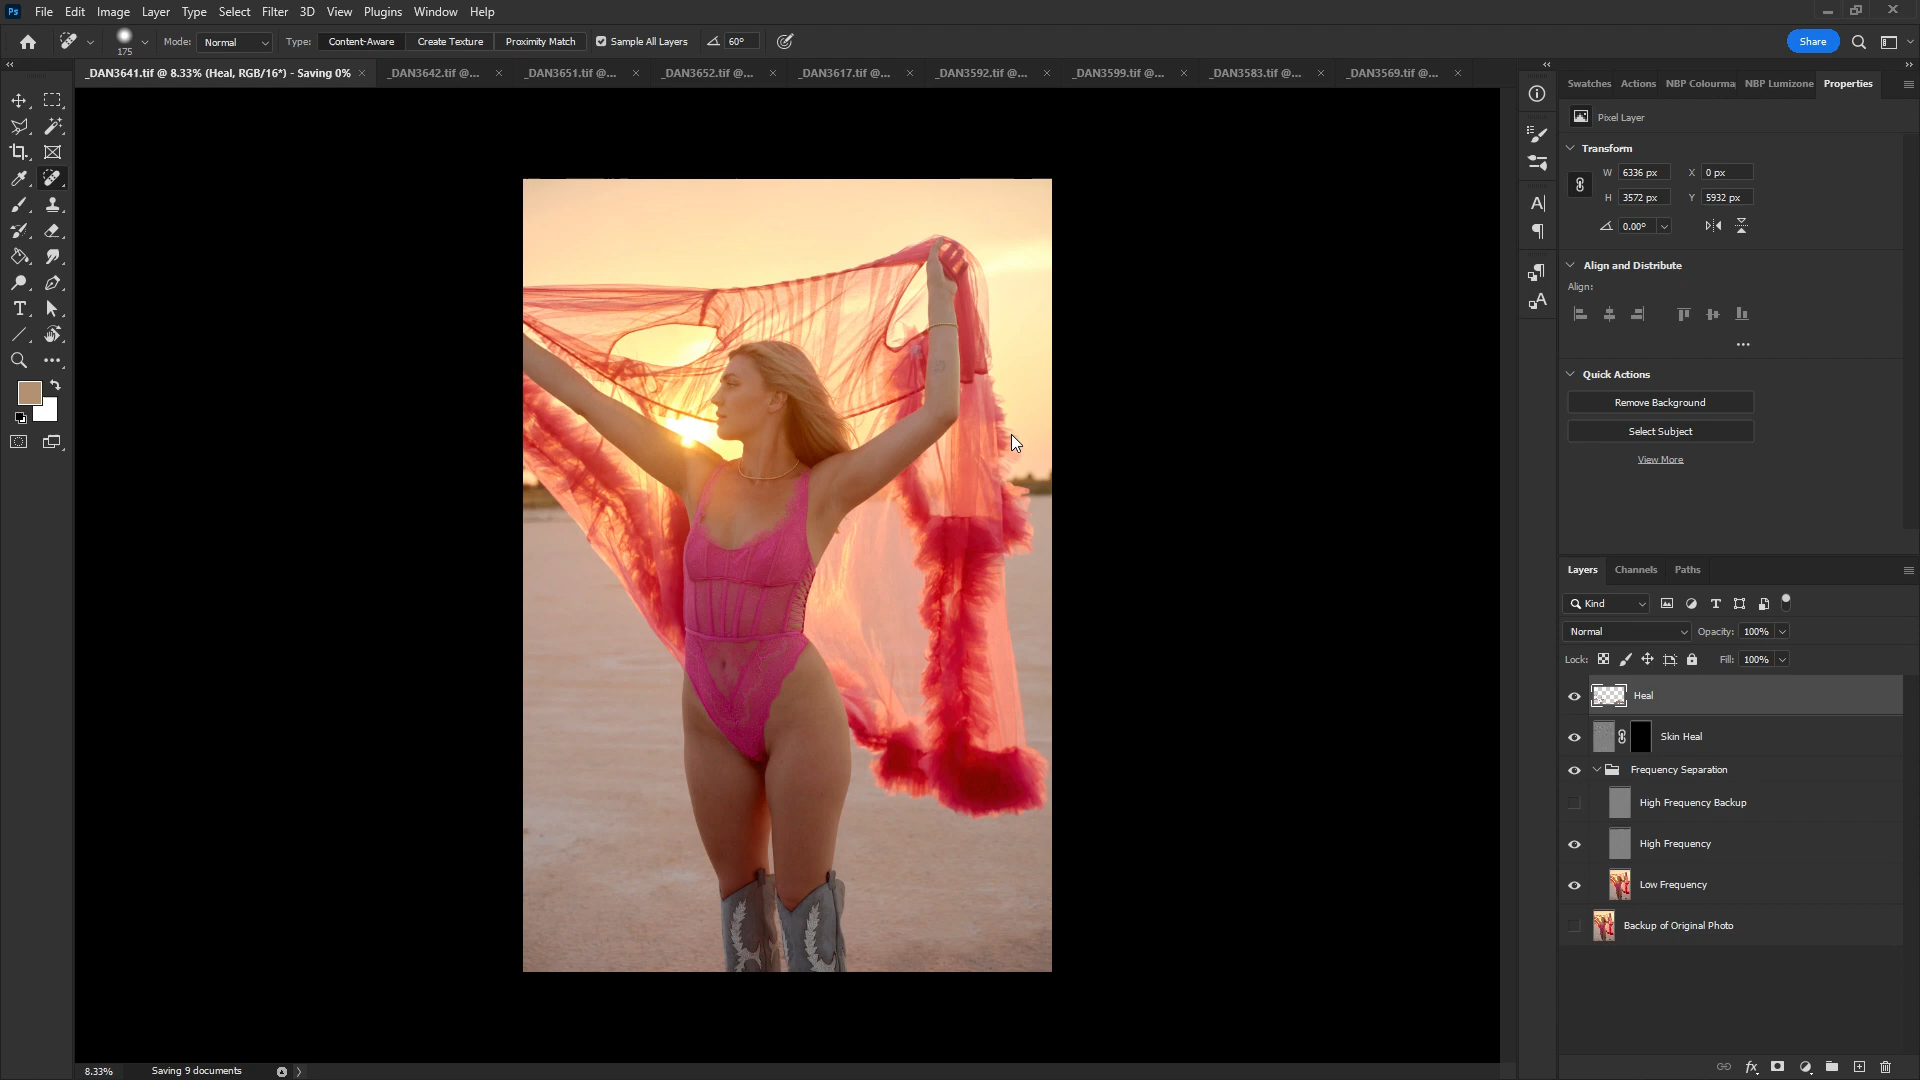 Ps File Edit Image Layer Type Select Filter 3D View Plugins Window Help
175 Mode: Normal Type: Content-Aware Create Texture Proximity Match Sample All Layers 60° Share
_DAN3641.tif @ 8.33% (Heal, RGB/16*) - Saving 0% × _DAN3642.tif @... × _DAN3651.tif @... × _DAN3652.tif @... × _DAN3617.tif @... × _DAN3592.tif @... × _DAN3599.tif @... × _DAN3583.tif @... × _DAN3569.tif @... ×
Swatches Actions NBP Colourma NBP Lumizone Properties
Pixel Layer
Transform
W 6336 px X 0 px
H 3572 px Y 5932 px
0.00°
Align and Distribute
Align:
Quick Actions
Remove Background
Select Subject
View More
Layers Channels Paths
Kind
Normal Opacity: 100%
Lock: Fill: 100%
Heal
Skin Heal
Frequency Separation
High Frequency Backup
High Frequency
Low Frequency
Backup of Original Photo
8.33% Saving 9 documents